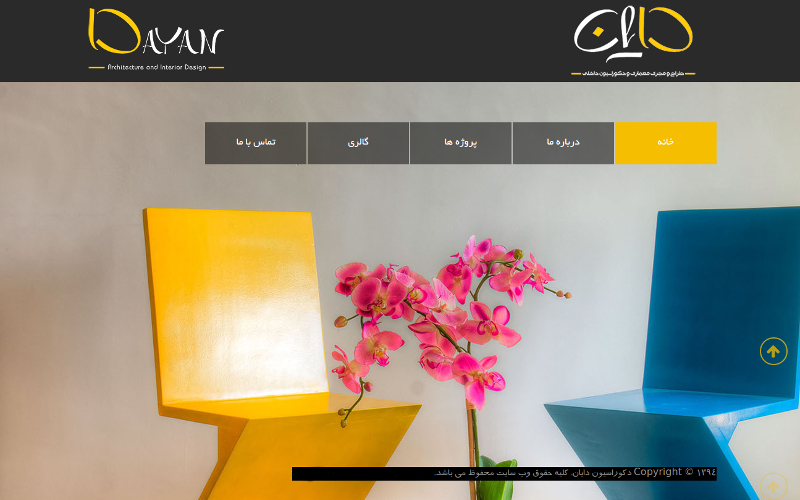 DAYAN
Architecture and Interior Design
دایان
طراح و مجری معماری و دکوراسیون داخلی
خانه
درباره ما
پروژه ها
گالری
تماس با ما
Copyright © ۱۳۹٤ دکوراسیون دایان. کلیه حقوق وب سایت محفوظ می باشد.